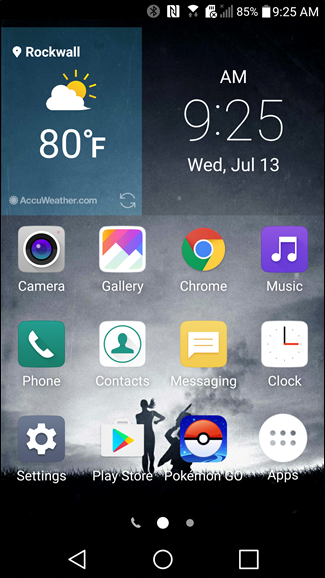 85% 9:25 AM
Rockwall
80°F
AccuWeather.com
AM
9:25
Wed, Jul 13
Camera Gallery Chrome Music
Phone Contacts Messaging Clock
Settings Play Store Pokémon GO Apps